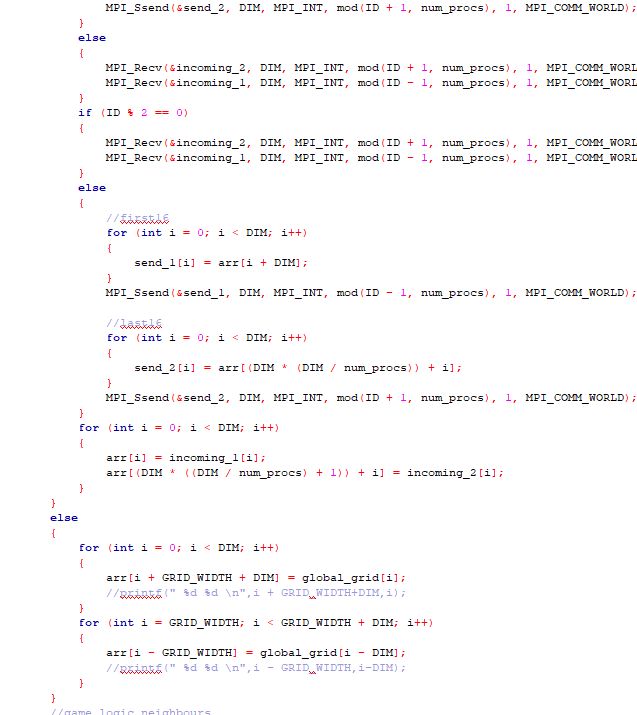 MPI_Ssend(&send_2, DIM, MPI_INT, mod(ID + 1, num_procs), 1, MPI_COMM_WORLD);
        }
        else
        {
            MPI_Recv(&incoming_2, DIM, MPI_INT, mod(ID + 1, num_procs), 1, MPI_COMM_WORL
            MPI_Recv(&incoming_1, DIM, MPI_INT, mod(ID - 1, num_procs), 1, MPI_COMM_WORL
        }
        if (ID % 2 == 0)
        {
            MPI_Recv(&incoming_2, DIM, MPI_INT, mod(ID + 1, num_procs), 1, MPI_COMM_WORL
            MPI_Recv(&incoming_1, DIM, MPI_INT, mod(ID - 1, num_procs), 1, MPI_COMM_WORL
        }
        else
        {
            //first16
            for (int i = 0; i < DIM; i++)
            {
                send_1[i] = arr[i + DIM];
            }
            MPI_Ssend(&send_1, DIM, MPI_INT, mod(ID - 1, num_procs), 1, MPI_COMM_WORLD);
            //last16
            for (int i = 0; i < DIM; i++)
            {
                send_2[i] = arr[(DIM * (DIM / num_procs)) + i];
            }
            MPI_Ssend(&send_2, DIM, MPI_INT, mod(ID + 1, num_procs), 1, MPI_COMM_WORLD);
        }
        for (int i = 0; i < DIM; i++)
        {
            arr[i] = incoming_1[i];
            arr[(DIM * ((DIM / num_procs) + 1)) + i] = incoming_2[i];
        }
    }
    else
    {
        for (int i = 0; i < DIM; i++)
        {
            arr[i + GRID_WIDTH + DIM] = global_grid[i];
            //printf(" %d %d \n",i + GRID_WIDTH+DIM,i);
        }
        for (int i = GRID_WIDTH; i < GRID_WIDTH + DIM; i++)
        {
            arr[i - GRID_WIDTH] = global_grid[i - DIM];
            //printf(" %d %d \n",i - GRID_WIDTH,i-DIM);
        }
    }
    //game logic neighbours